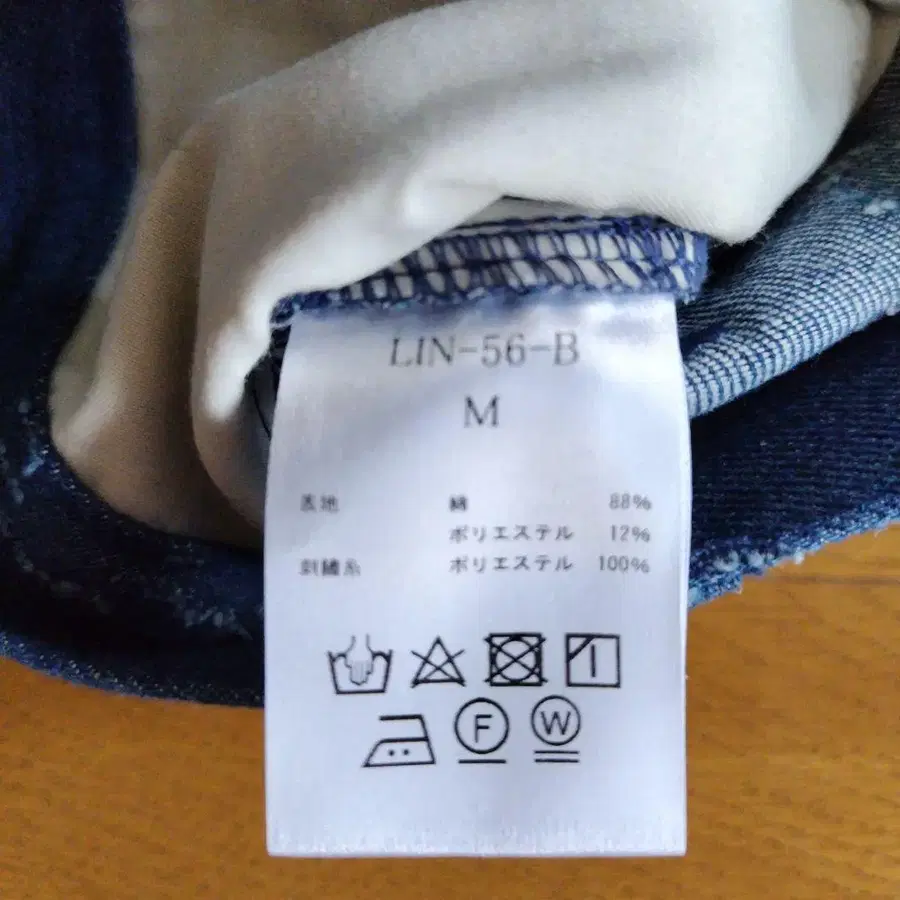 LIN-56-B
M
表地 綿 88%
ポリエステル 12%
刺繍糸 ポリエステル 100%
F W